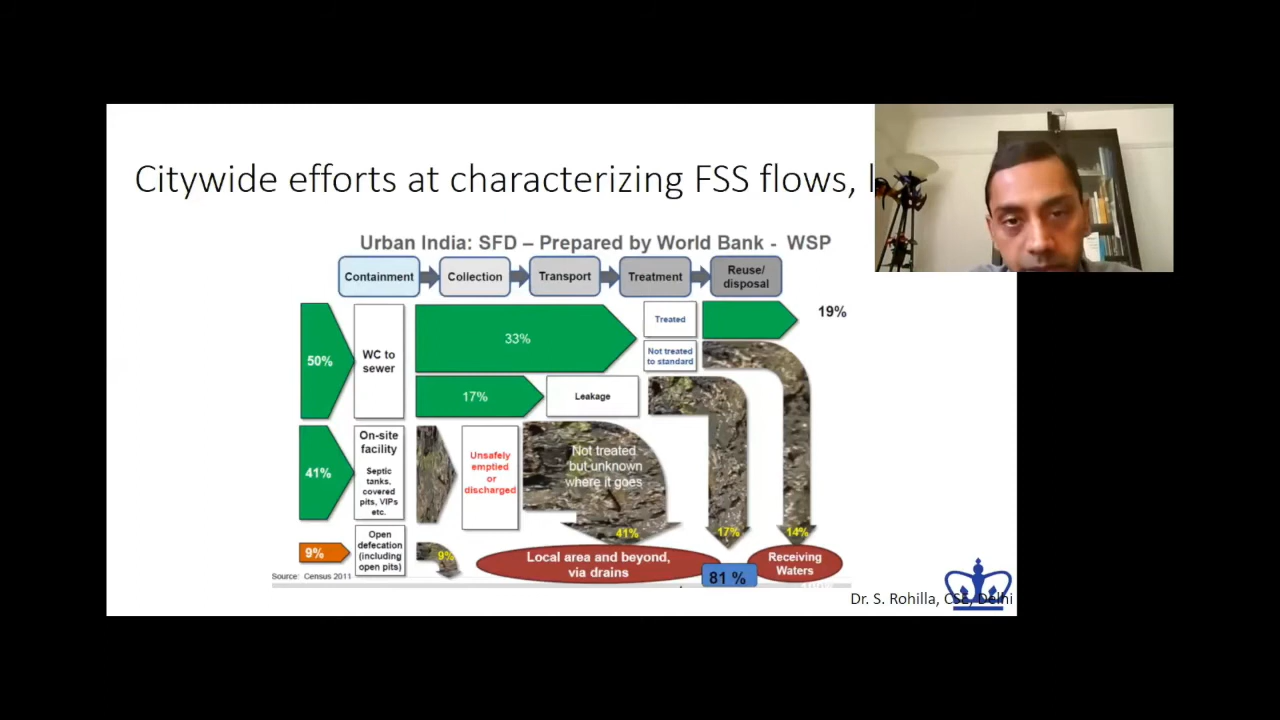 Citywide efforts at characterizing FSS flows,
Urban India: SFD – Prepared by World Bank - WSP
Containment
Collection
Transport
Treatment
Reuse/
disposal
50%
WC to
sewer
33%
Treated
19%
Not treated
to standard
17%
Leakage
41%
On-site
facility
Septic
tanks,
covered
pits, VIPs
etc.
Unsafely
emptied
or
discharged
Not treated
but unknown
where it goes
41%
17%
14%
9%
Open
defecation
(including
open pits)
9%
Local area and beyond,
via drains
81 %
Receiving
Waters
Source: Census 2011
Dr. S. Rohilla, CSE, Delhi